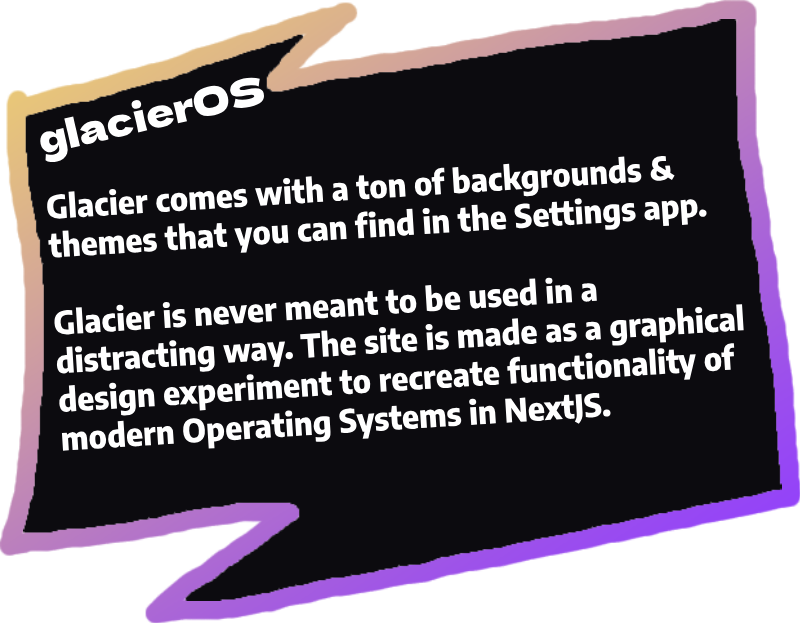 glacierOS
Glacier comes with a ton of backgrounds &
themes that you can find in the Settings app.
Glacier is never meant to be used in a
distracting way. The site is made as a graphical
design experiment to recreate functionality of
modern Operating Systems in NextJS.